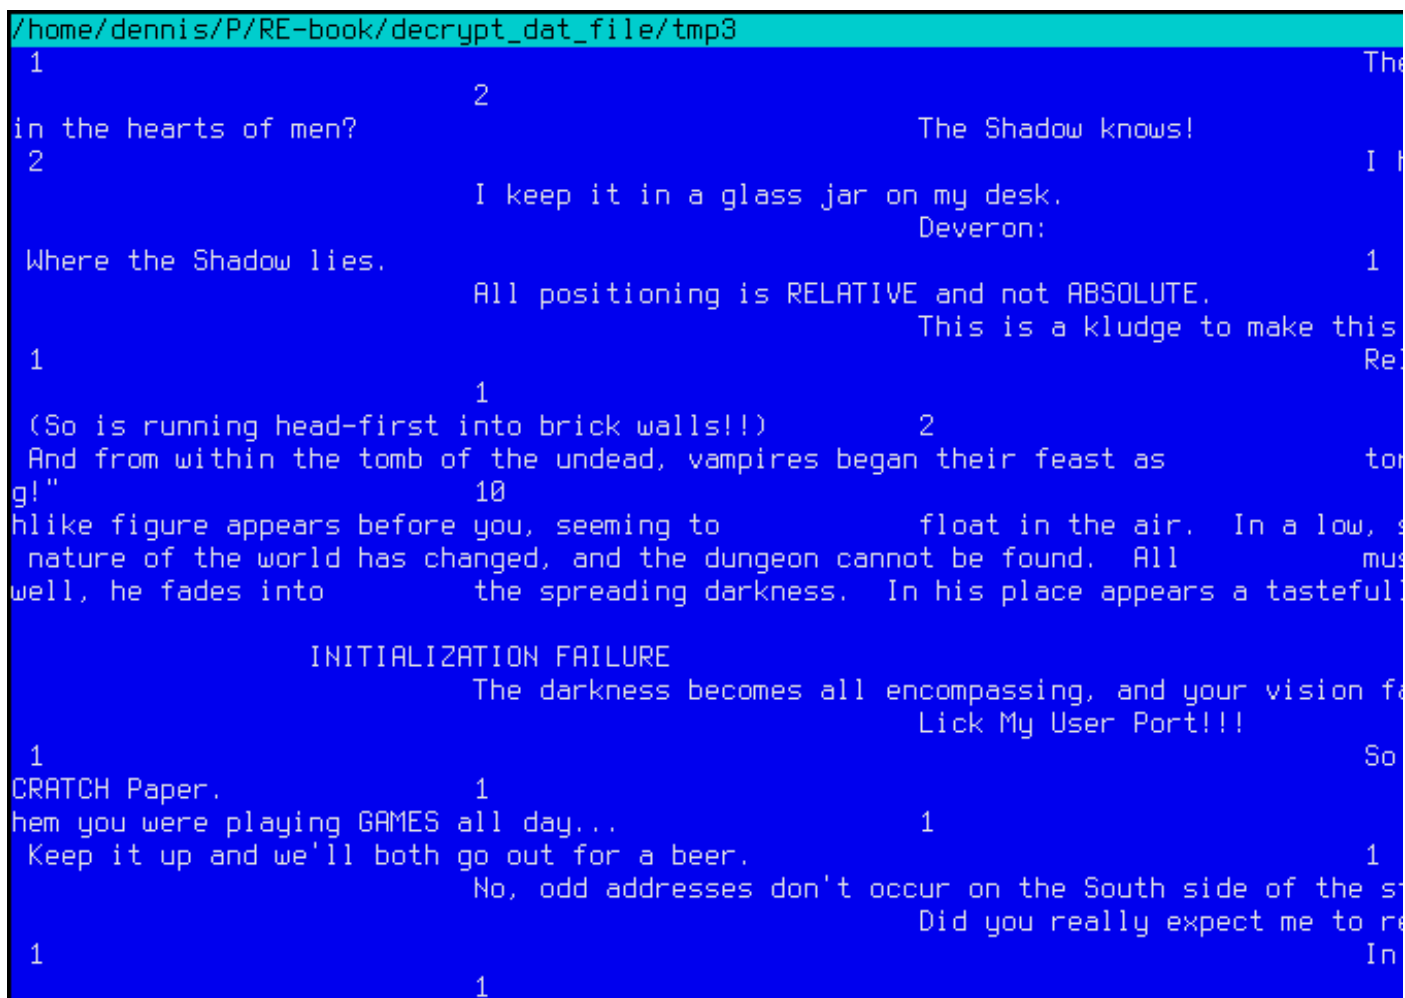 /home/dennis/P/RE-book/decrypt_dat_file/tmp3
1 The
2
in the hearts of men? The Shadow knows!
2 I h
I keep it in a glass jar on my desk.
Deveron:
Where the Shadow lies. 1
All positioning is RELATIVE and not ABSOLUTE.
This is a kludge to make this
1 Rel
1
(So is running head-first into brick walls!!) 2
And from within the tomb of the undead, vampires began their feast as tor
g!" 10
hlike figure appears before you, seeming to float in the air.  In a low, s
nature of the world has changed, and the dungeon cannot be found.  All mus
well, he fades into the spreading darkness.  In his place appears a tastefull
INITIALIZATION FAILURE
The darkness becomes all encompassing, and your vision fa
Lick My User Port!!!
1 So
CRATCH Paper. 1
hem you were playing GAMES all day... 1
Keep it up and we'll both go out for a beer. 1
No, odd addresses don't occur on the South side of the st
Did you really expect me to re
1 In
1